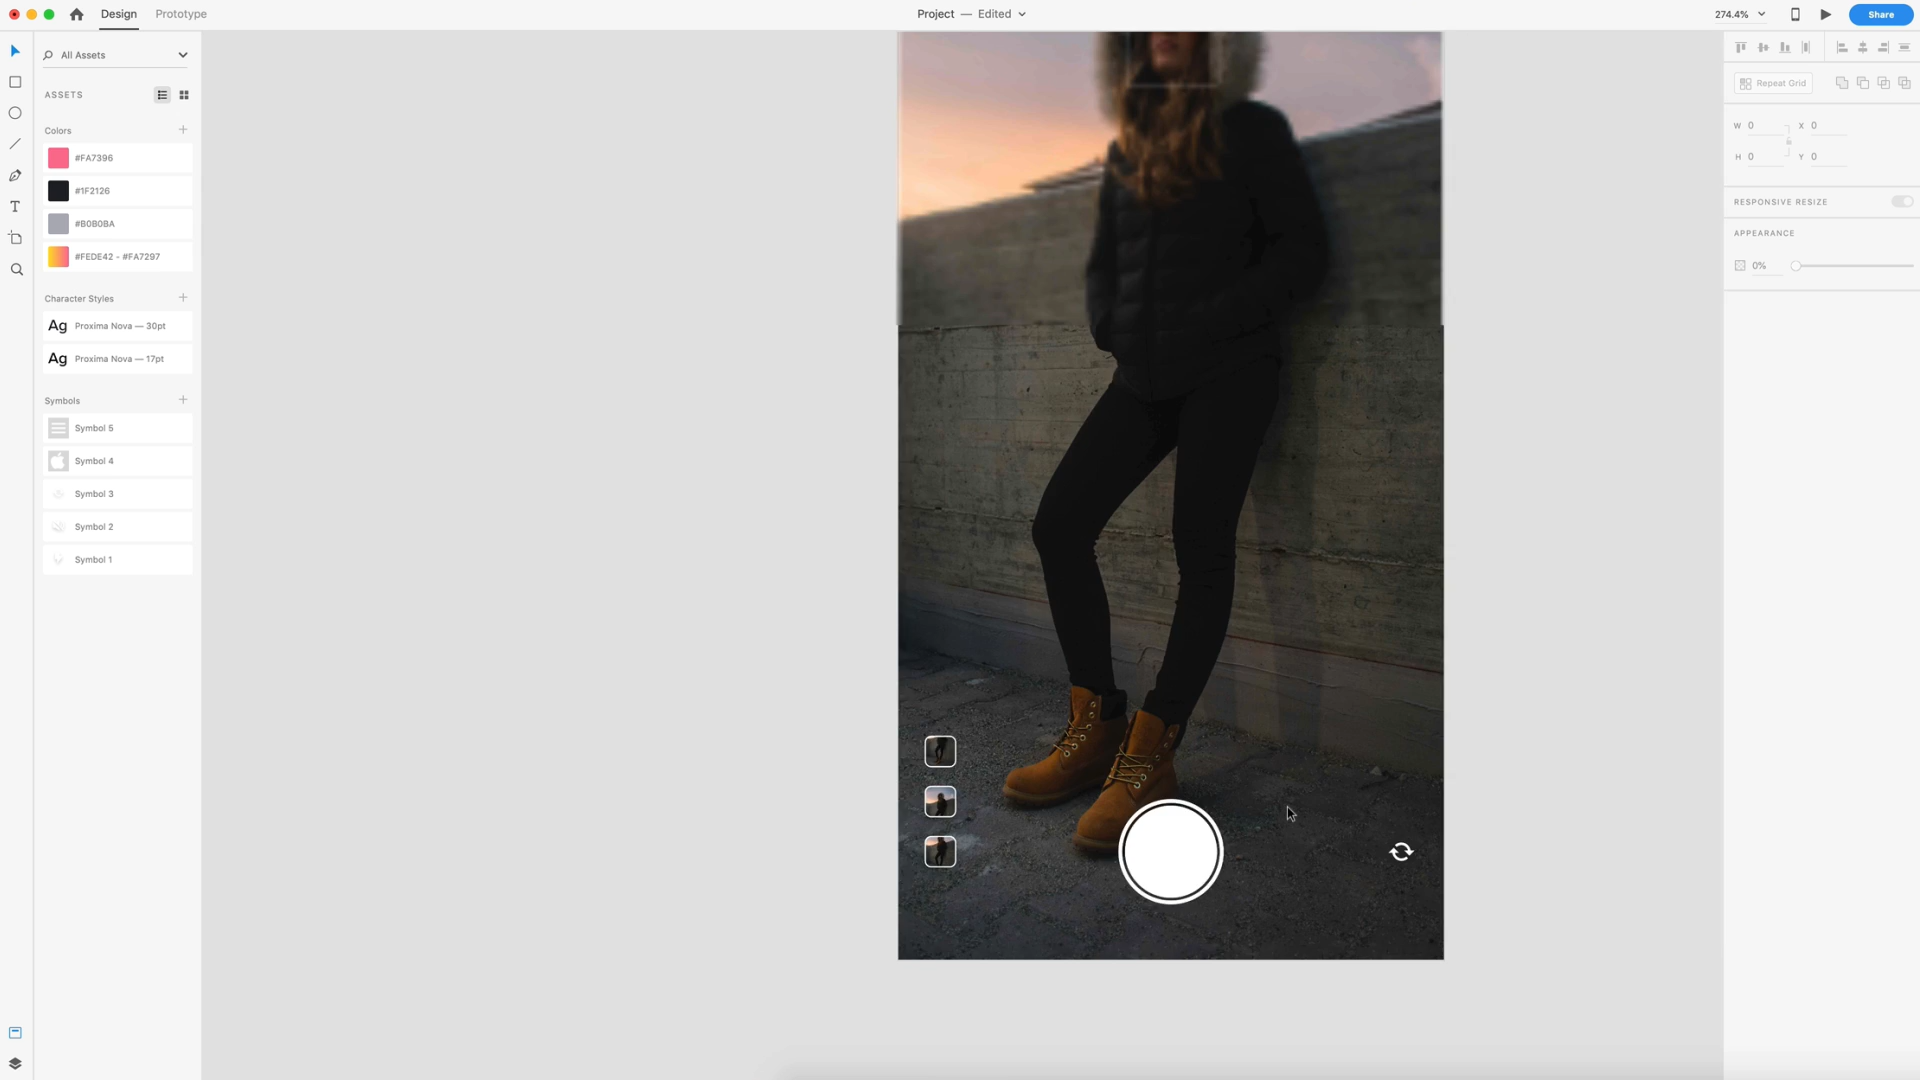 Design Prototype Project — Edited 274.4% Share
All Assets
ASSETS
Colors
#FA7396
#1F2126
#B0B0BA
#FEDE42 - #FA7297
Character Styles
Ag Proxima Nova — 30pt
Ag Proxima Nova — 17pt
Symbols
Symbol 5
Symbol 4
Symbol 3
Symbol 2
Symbol 1
Repeat Grid
W 0 X 0
H 0 Y 0
RESPONSIVE RESIZE
APPEARANCE
0%